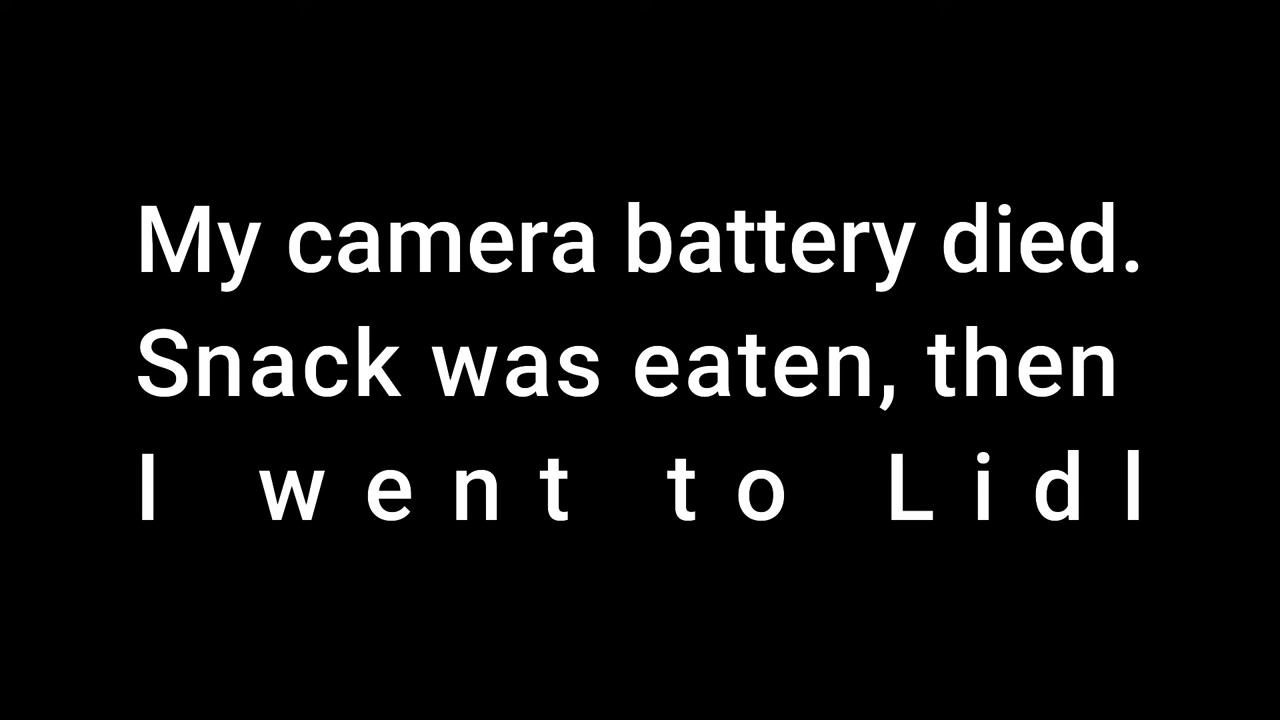 My camera battery died.
Snack was eaten, then
I went to Lidl